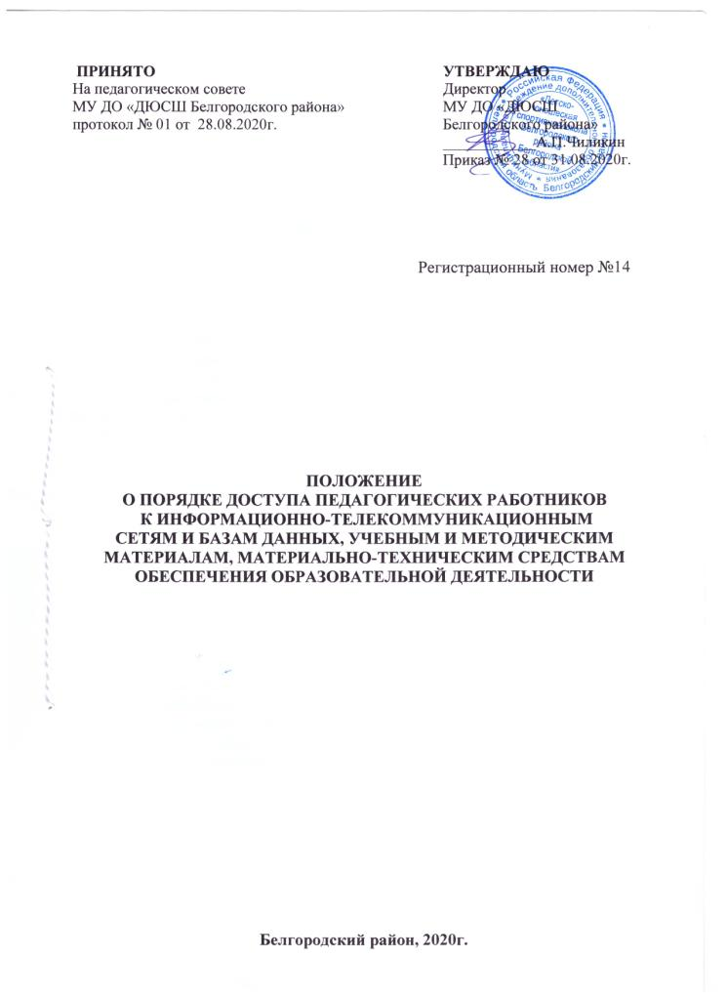 ПРИНЯТО
На педагогическом совете
МУ ДО «ДЮСШ Белгородского района»
протокол № 01 от 28.08.2020г.
УТВЕРЖДАЮ
Директор
МУ ДО «ДЮСШ
Белгородского района»
А.П.Чиликин
Приказ № 28 от 31.08.2020г.
Регистрационный номер №14
ПОЛОЖЕНИЕ
О ПОРЯДКЕ ДОСТУПА ПЕДАГОГИЧЕСКИХ РАБОТНИКОВ
К ИНФОРМАЦИОННО-ТЕЛЕКОММУНИКАЦИОННЫМ
СЕТЯМ И БАЗАМ ДАННЫХ, УЧЕБНЫМ И МЕТОДИЧЕСКИМ
МАТЕРИАЛАМ, МАТЕРИАЛЬНО-ТЕХНИЧЕСКИМ СРЕДСТВАМ
ОБЕСПЕЧЕНИЯ ОБРАЗОВАТЕЛЬНОЙ ДЕЯТЕЛЬНОСТИ
Белгородский район, 2020г.